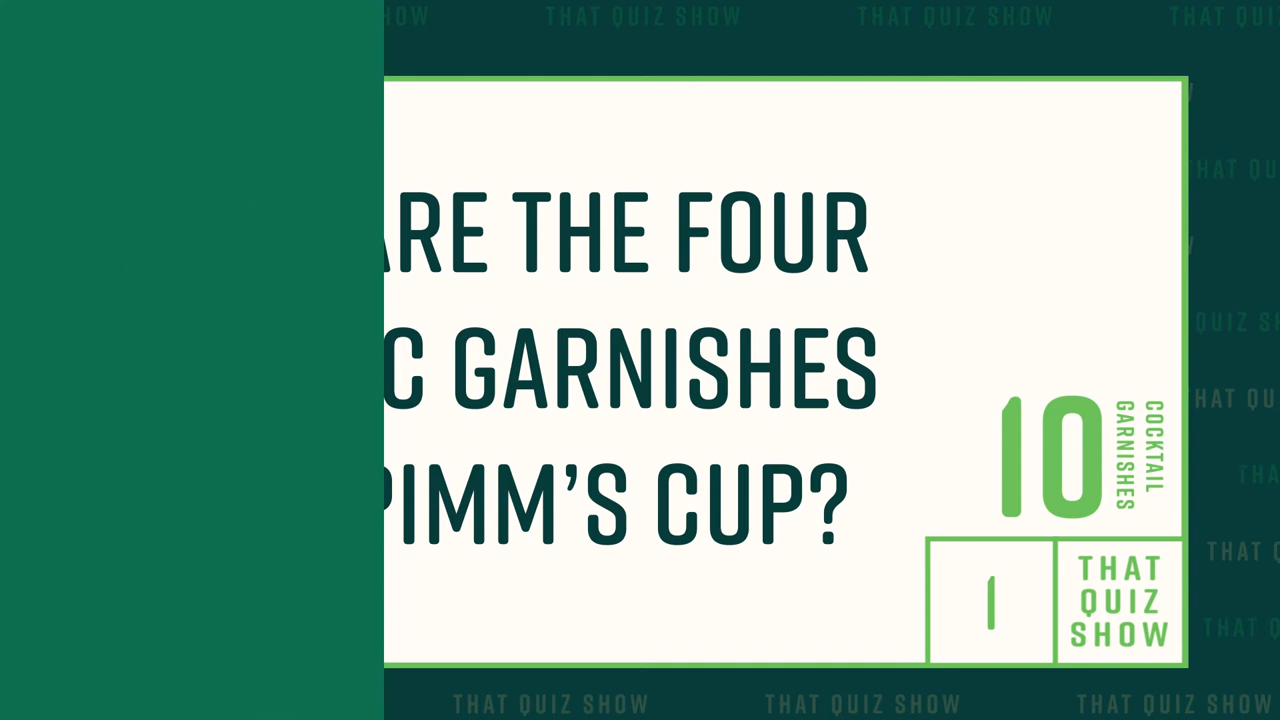 THAT QUIZ SHOW THAT QUIZ SHOW
ARE THE FOUR
GARNISHES
PIMM'S CUP?
10
COCKTAIL
GARNISHES
1
THAT
QUIZ
SHOW
THAT QUIZ SHOW THAT QUIZ SHOW THAT QUIZ SHOW